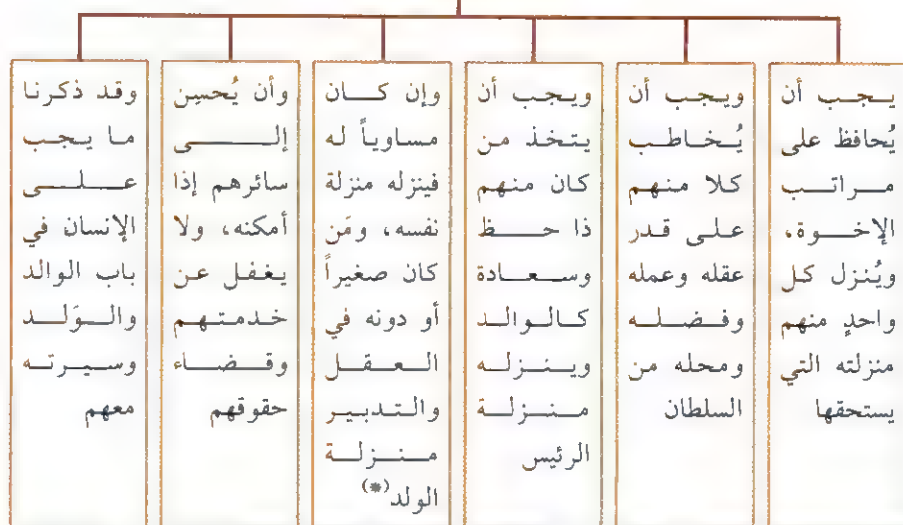 يجب أن
يُحافظ على
مراتب
الإخوة،
ويُنزل كل
واحدٍ منهم
منزلته التي
يستحقها
ويجب أن
يُخاطب
كلا منهم
على قدر
عقله وعمله
وفضله
ومحله من
السلطان
ويجب أن
يتخذ من
كان منهم
ذا حظ
وسعادة
كالوالد
وينزله
منزلة
الرئيس
وإن كان
مساوياً له
فينزله منزلة
نفسه، ومَن
كان صغيراً
أو دونه في
العقل
والتدبير
منزلة
الولد(*)
وأن يُحسِن
إلى
سائرهم إذا
أمكنه، ولا
يغفل عن
خدمتهم
وقضاء
حقوقهم
وقد ذكرنا
ما يجب
على
الإنسان في
باب الوالد
والوَلد
وسيرته
معهم